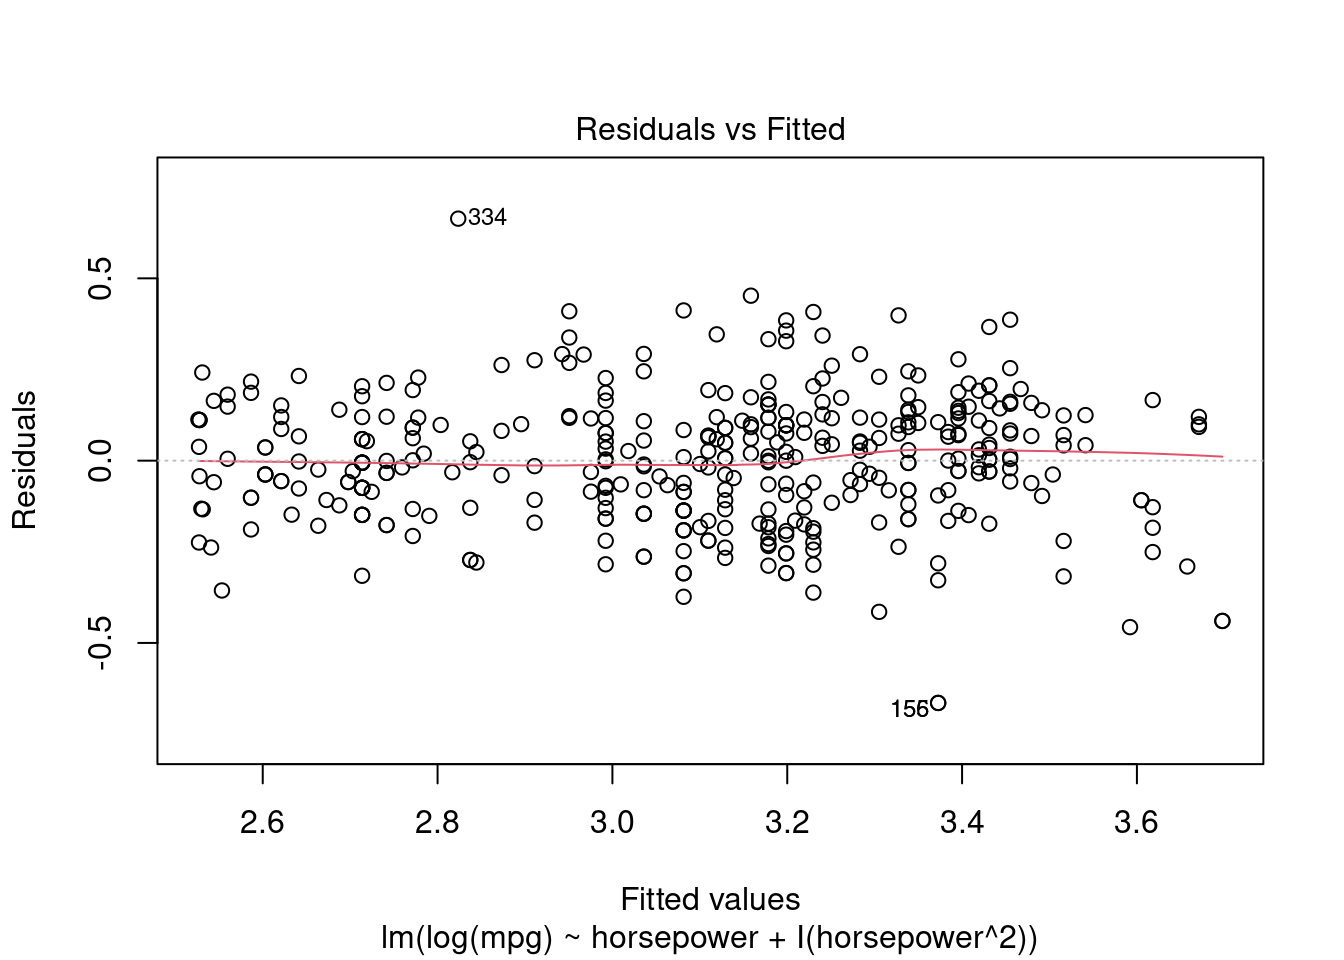 Residuals vs Fitted
334
0.5
0.0
-0.5
Residuals
2.6 2.8 3.0 3.2 3.4 3.6
Fitted values
lm(log(mpg) ~ horsepower + I(horsepower^2))